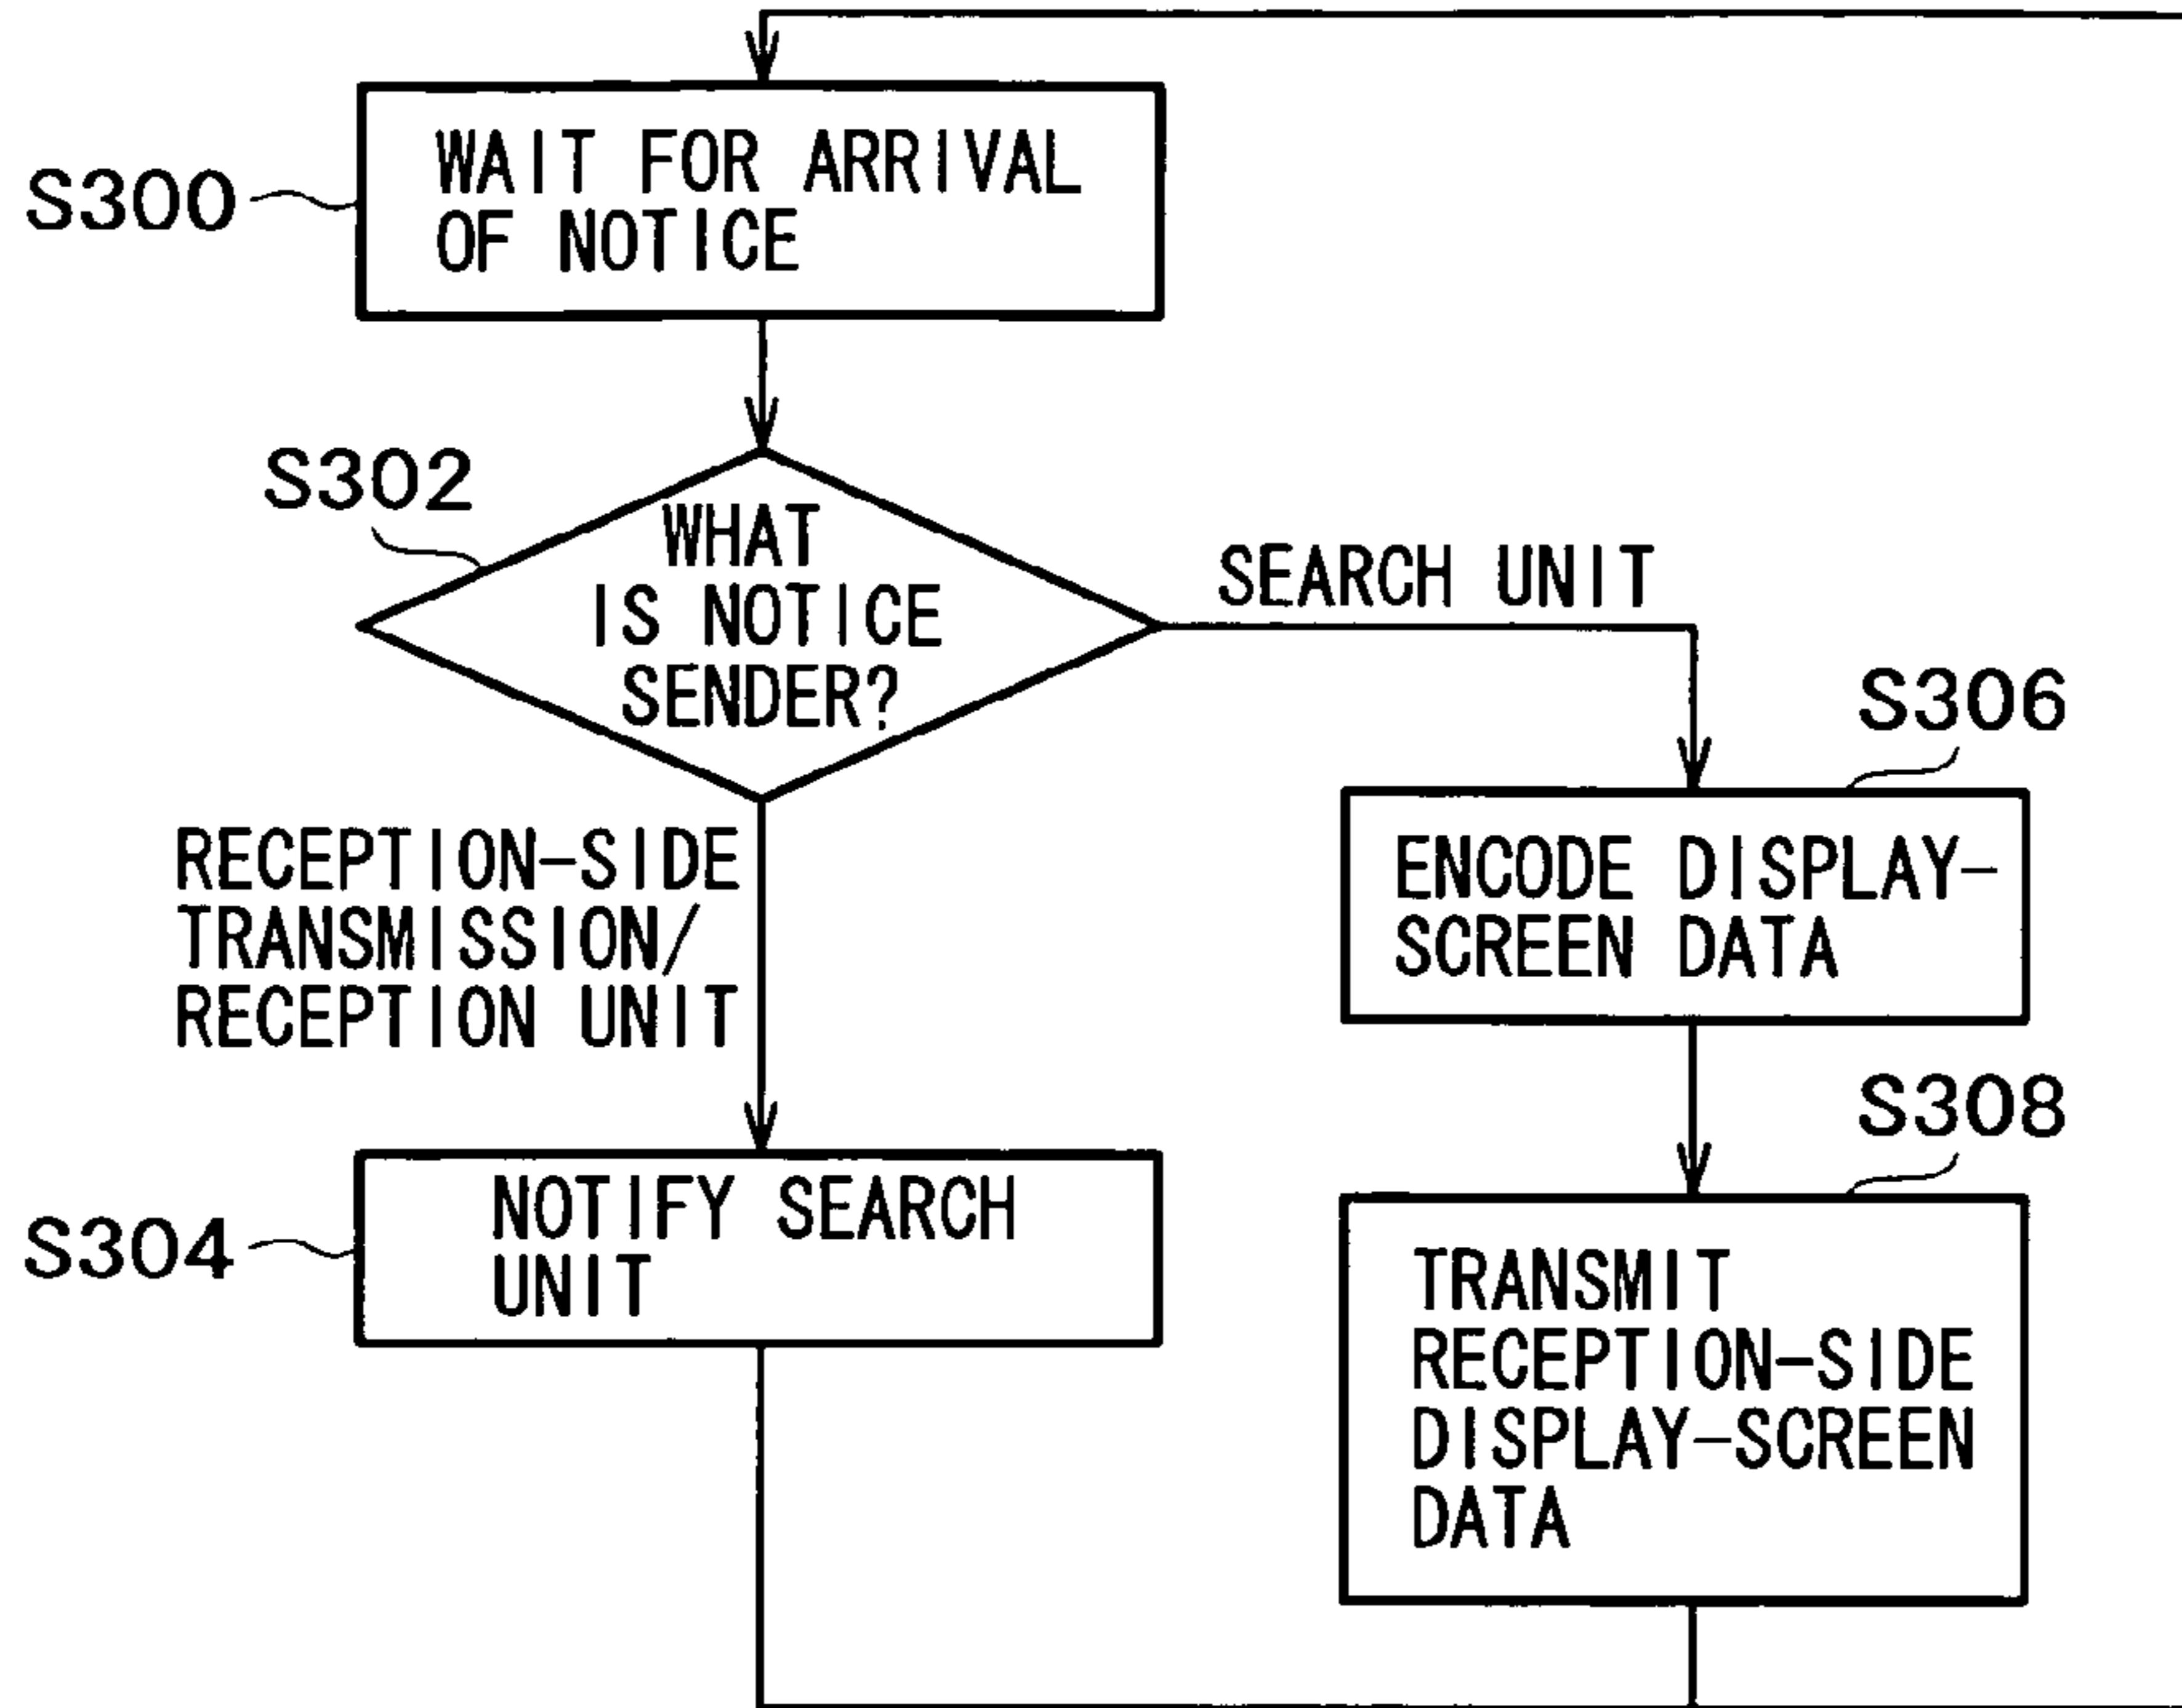 S300
WAIT FOR ARRIVAL
OF NOTICE
S302
WHAT
IS NOTICE
SENDER?
SEARCH UNIT
RECEPTION-SIDE
TRANSMISSION/
RECEPTION UNIT
S306
ENCODE DISPLAY-
SCREEN DATA
S304
NOTIFY SEARCH
UNIT
S308
TRANSMIT
RECEPTION-SIDE
DISPLAY-SCREEN
DATA